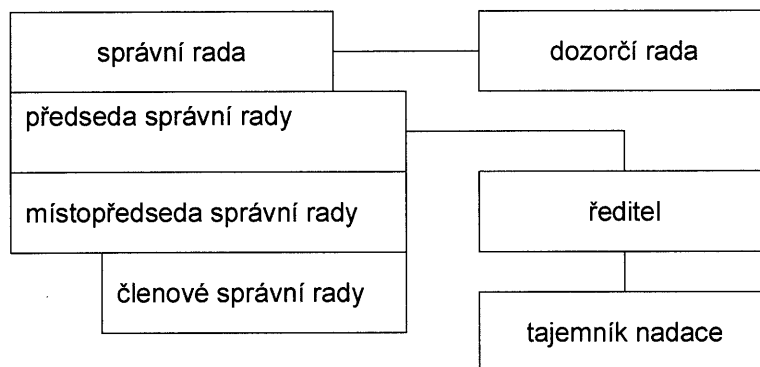 správní rada
dozorčí rada
předseda správní rady
místopředseda správní rady
ředitel
členové správní rady
tajemník nadace